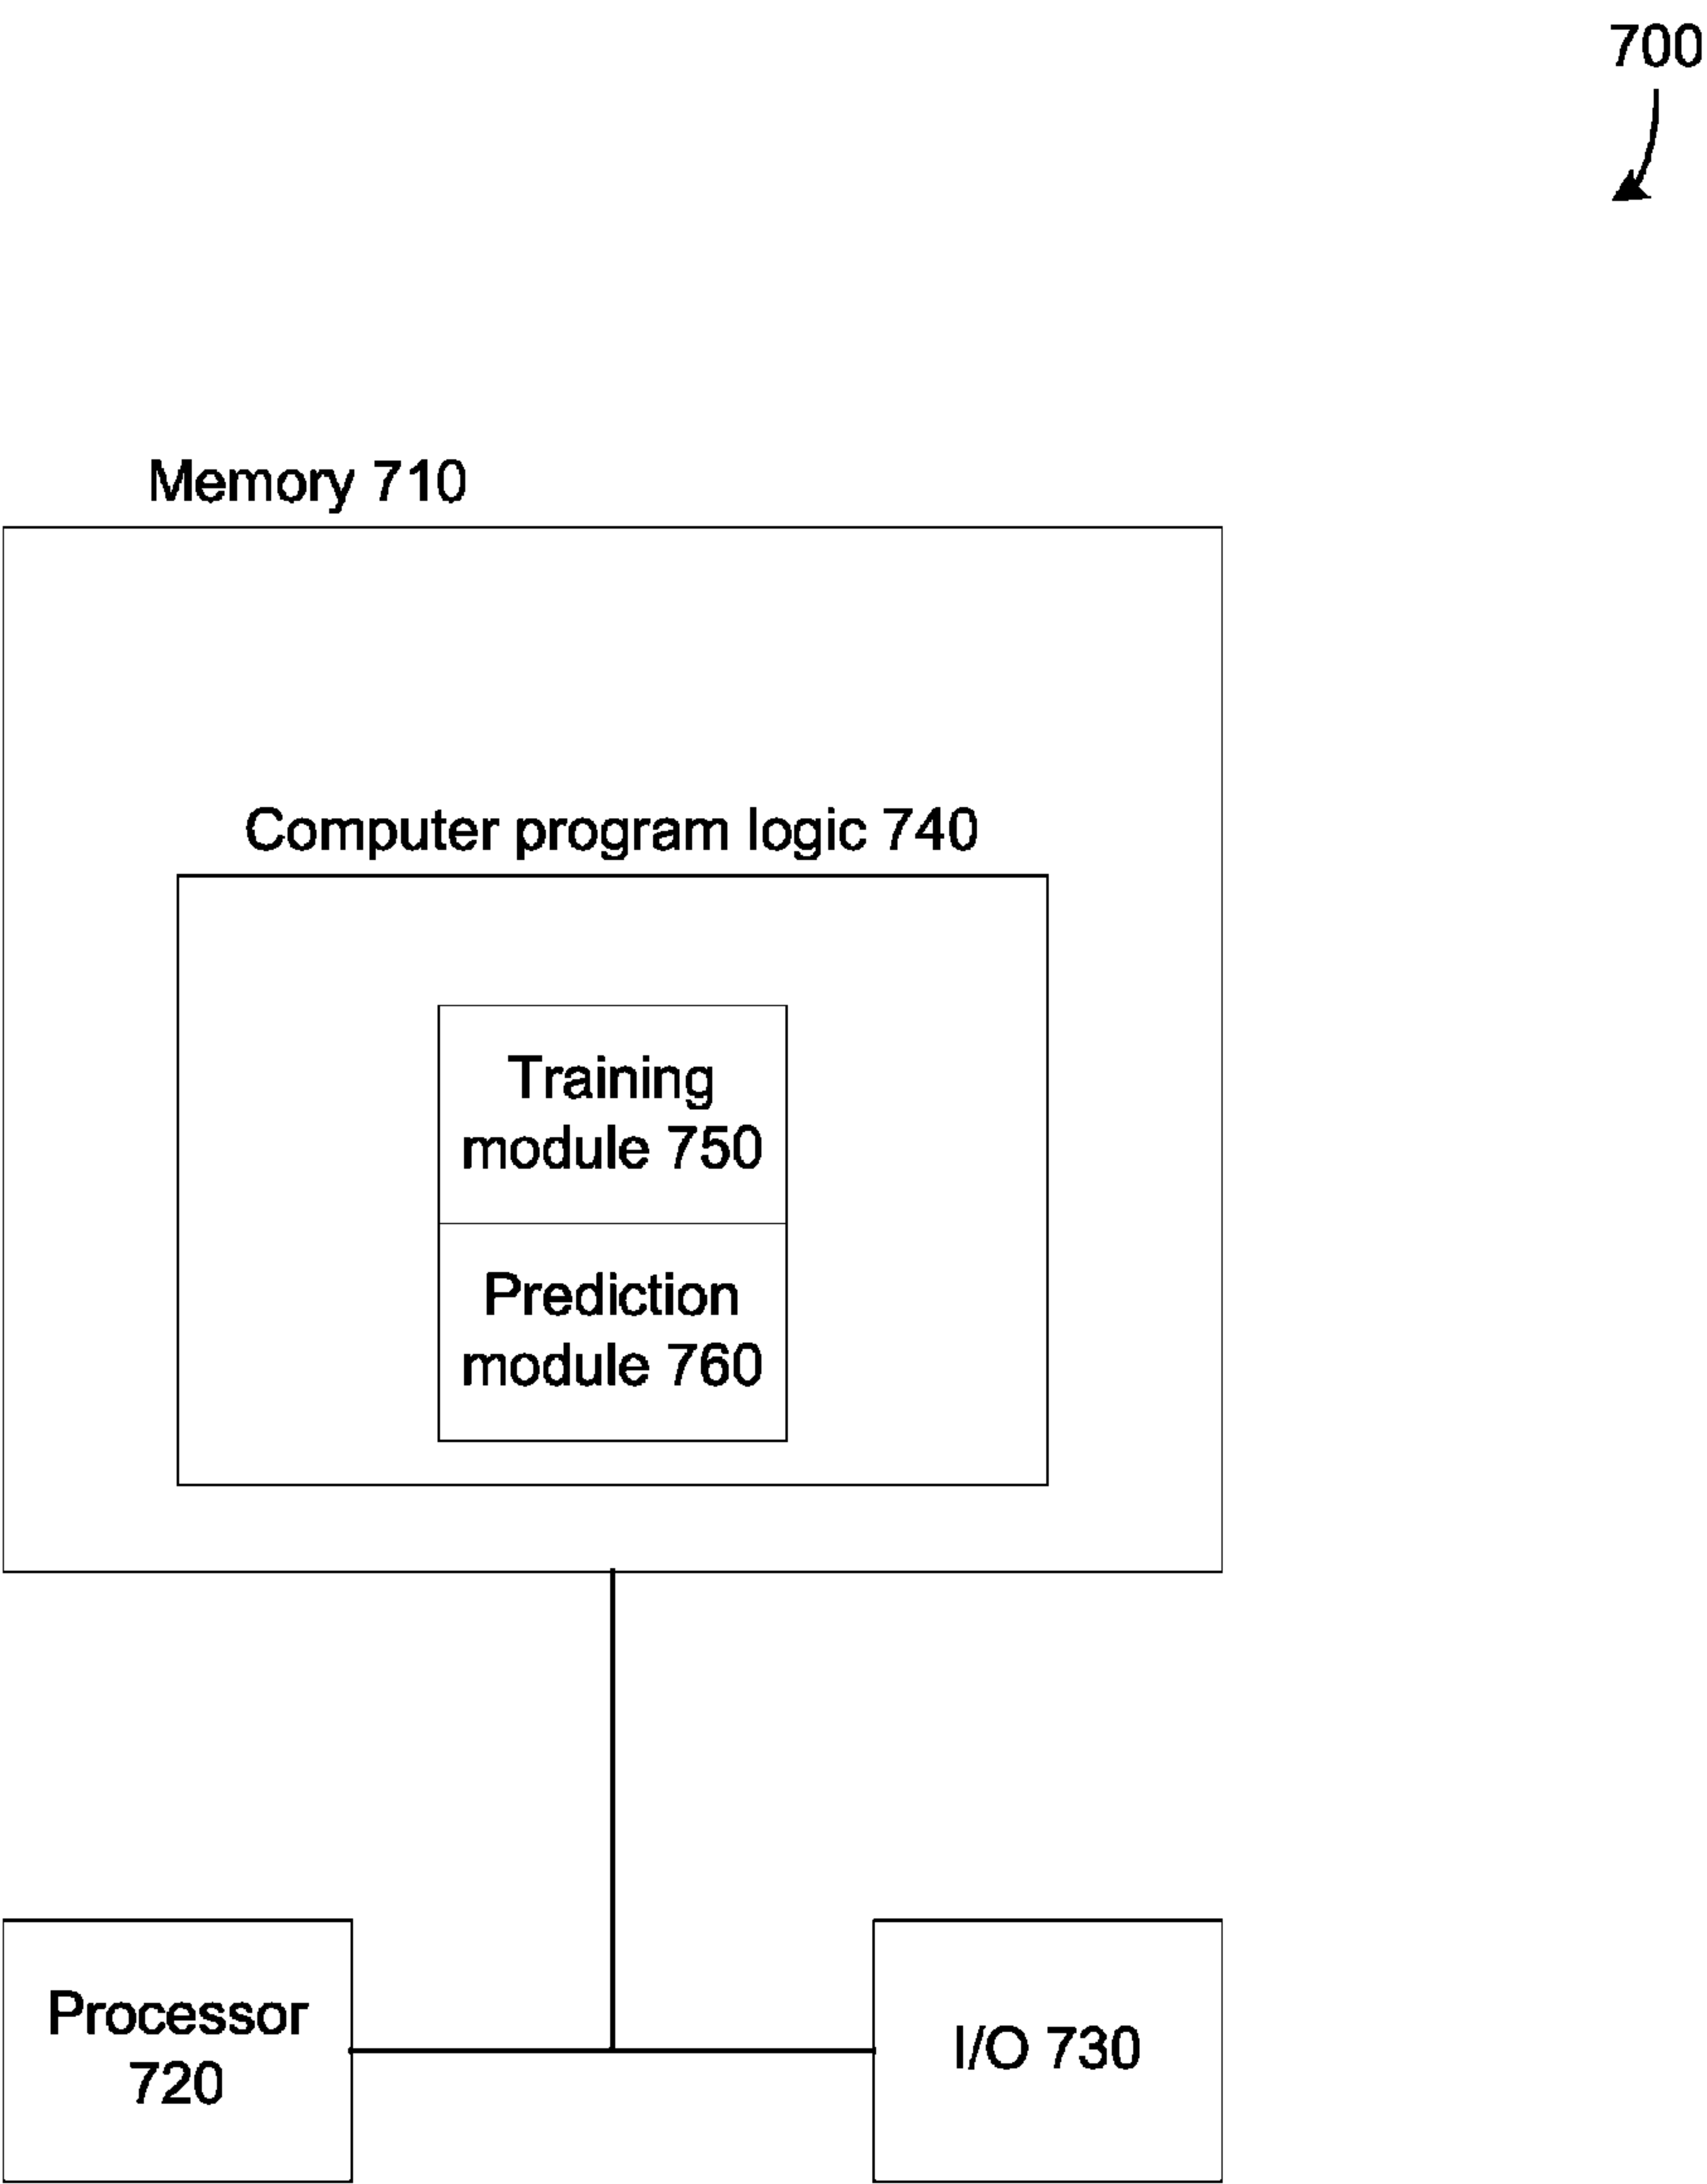 700
Memory 710
Computer program logic 740
Training
module 750
Prediction
module 760
Processor
720
I/O 730